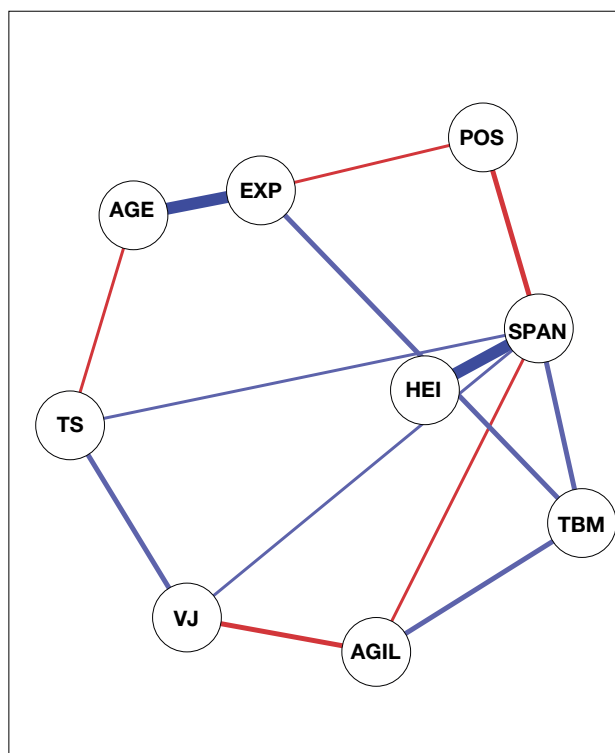 POS
EXP
AGE
SPAN
HEI
TS
TBM
VJ
AGIL